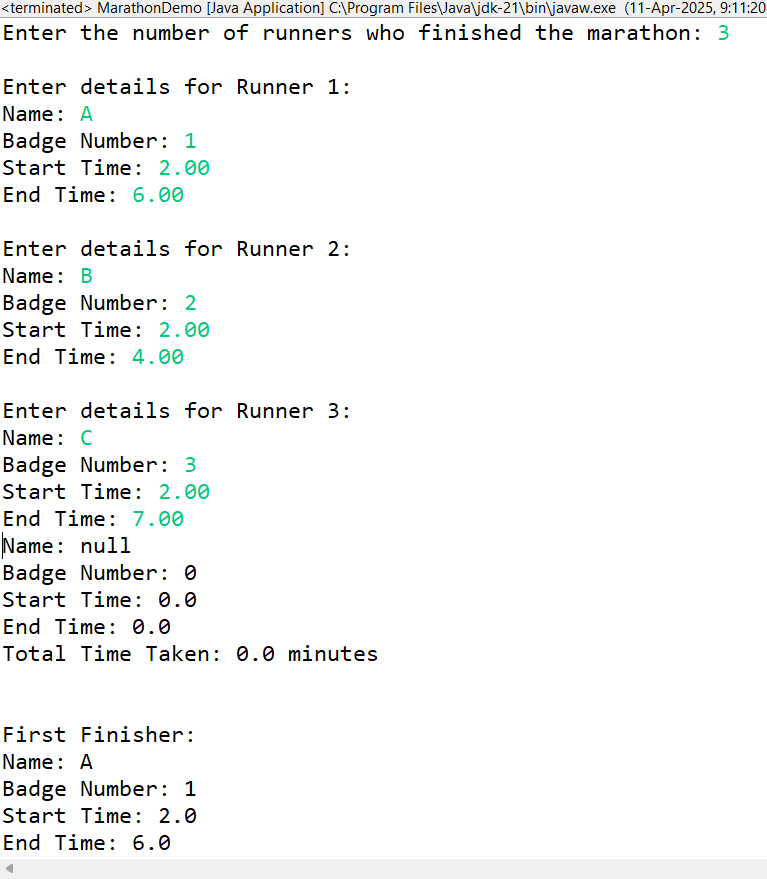 <terminated> MarathonDemo [Java Application] C:\Program Files\Java\jdk-21\bin\javaw.exe (11-Apr-2025, 9:11:20
Enter the number of runners who finished the marathon: 3
Enter details for Runner 1:
Name: A
Badge Number: 1
Start Time: 2.00
End Time: 6.00
Enter details for Runner 2:
Name: B
Badge Number: 2
Start Time: 2.00
End Time: 4.00
Enter details for Runner 3:
Name: C
Badge Number: 3
Start Time: 2.00
End Time: 7.00
Name: null
Badge Number: 0
Start Time: 0.0
End Time: 0.0
Total Time Taken: 0.0 minutes
First Finisher:
Name: A
Badge Number: 1
Start Time: 2.0
End Time: 6.0